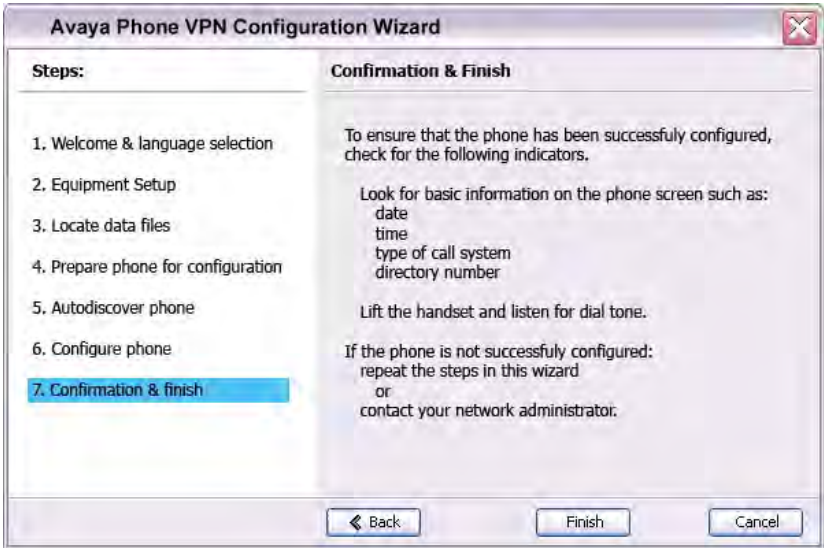 Avaya Phone VPN Configuration Wizard
Steps:
1. Welcome & language selection
2. Equipment Setup
3. Locate data files
4. Prepare phone for configuration
5. Autodiscover phone
6. Configure phone
7. Confirmation & finish
Confirmation & Finish
To ensure that the phone has been successfuly configured,
check for the following indicators.
Look for basic information on the phone screen such as:
date
time
type of call system
directory number
Lift the handset and listen for dial tone.
If the phone is not successfuly configured:
repeat the steps in this wizard
or
contact your network administrator.
Back
Finish
Cancel